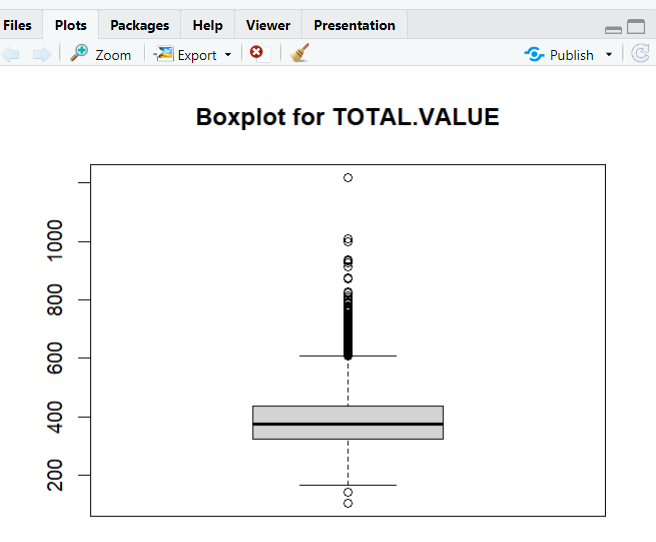 Files Plots Packages Help Viewer Presentation
Zoom Export Publish
Boxplot for TOTAL.VALUE
1000
800
600
400
200